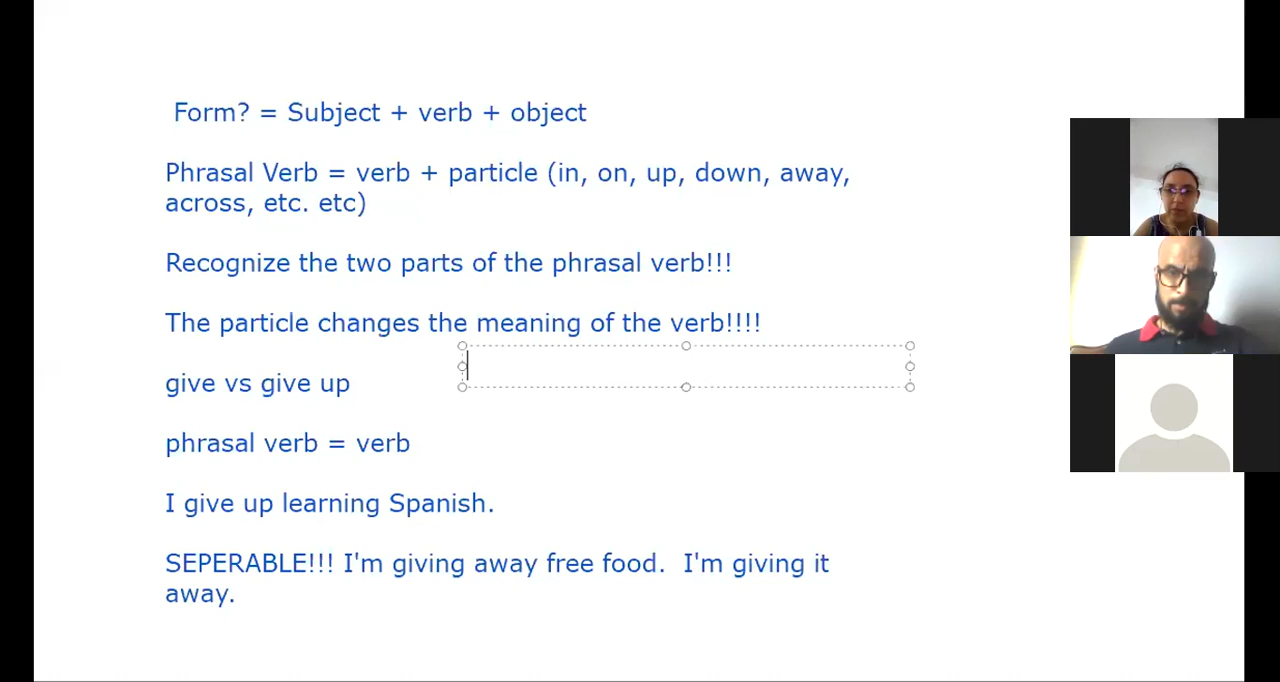 Form? = Subject + verb + object
Phrasal Verb = verb + particle (in, on, up, down, away,
across, etc. etc)
Recognize the two parts of the phrasal verb!!!
The particle changes the meaning of the verb!!!!
give vs give up
phrasal verb = verb
I give up learning Spanish.
SEPERABLE!!! I'm giving away free food.  I'm giving it
away.